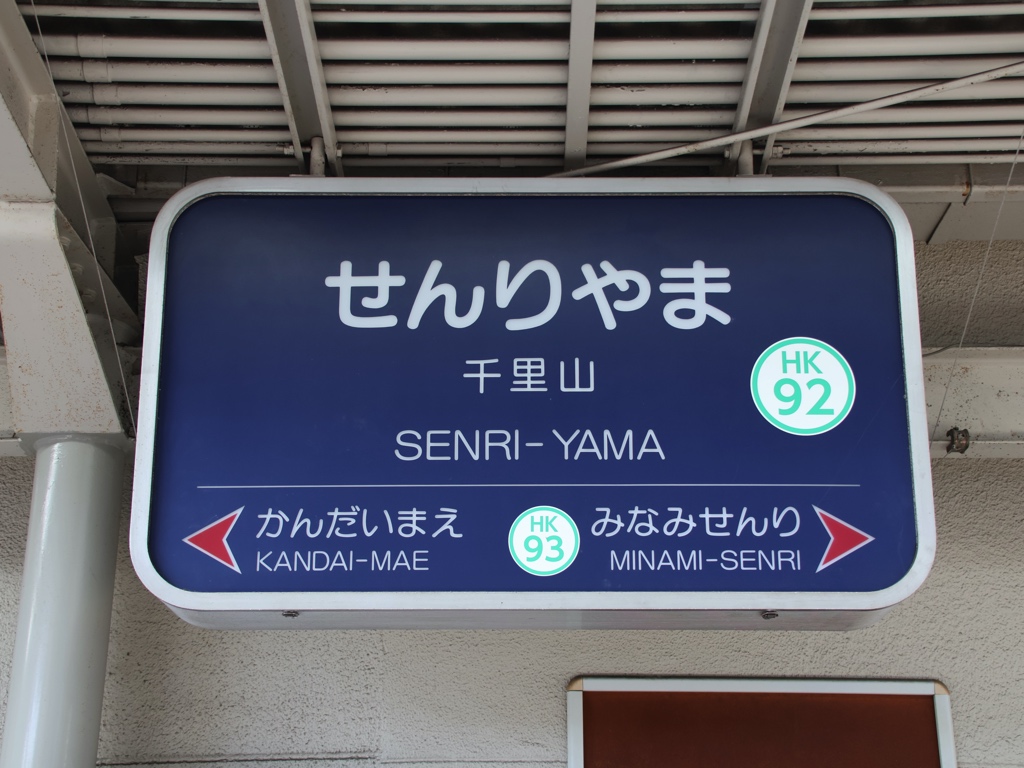 せんりやま
千里山
HK
92
SENRI-YAMA
かんだいまえ
KANDAI-MAE
HK
93
みなみせんり
MINAMI-SENRI